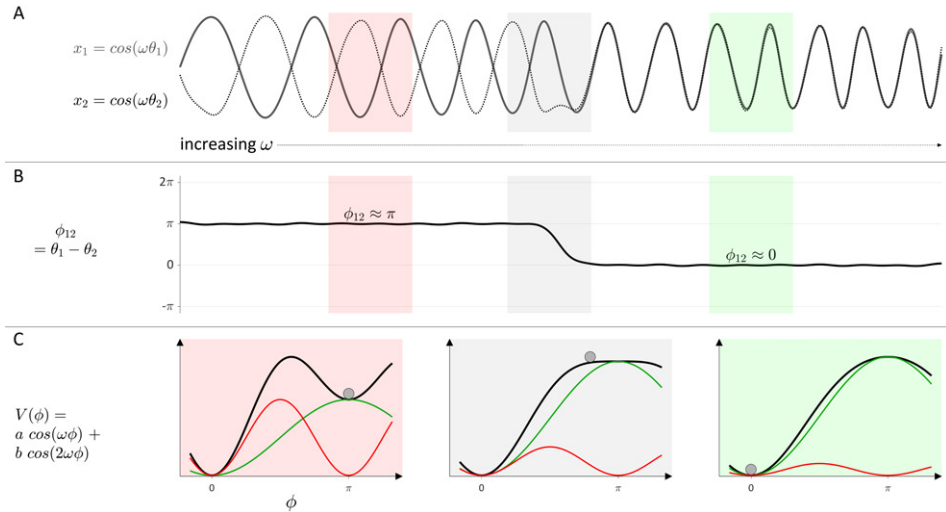 A
x₁ = cos(ωθ₁)
x₂ = cos(ωθ₂)
increasing ω
B
2π
π
0
-π
ϕ₁₂
= θ₁ − θ₂
ϕ₁₂ ≈ π
ϕ₁₂ ≈ 0
C
V(ϕ) =
a cos(ωϕ) +
b cos(2ωϕ)
0 π
0 π
0 π
ϕ